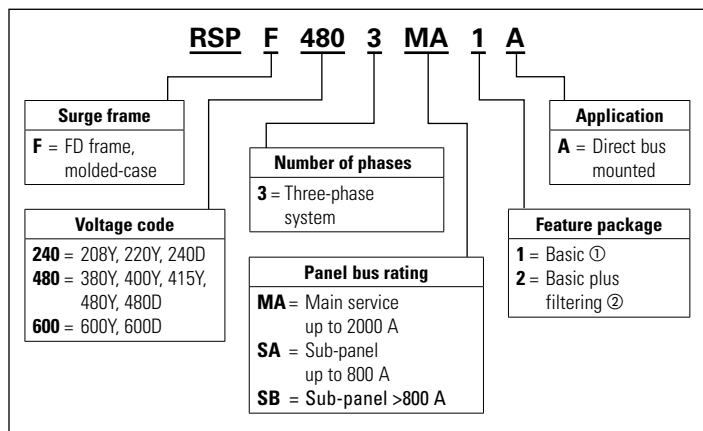 RSP F 480 3 MA 1 A
Surge frame
F = FD frame,
molded-case
Voltage code
240 = 208Y, 220Y, 240D
480 = 380Y, 400Y, 415Y,
480Y, 480D
600 = 600Y, 600D
Number of phases
3 = Three-phase
system
Panel bus rating
MA = Main service
up to 2000 A
SA = Sub-panel
up to 800 A
SB = Sub-panel >800 A
Application
A = Direct bus
mounted
Feature package
1 = Basic ①
2 = Basic plus
filtering ②